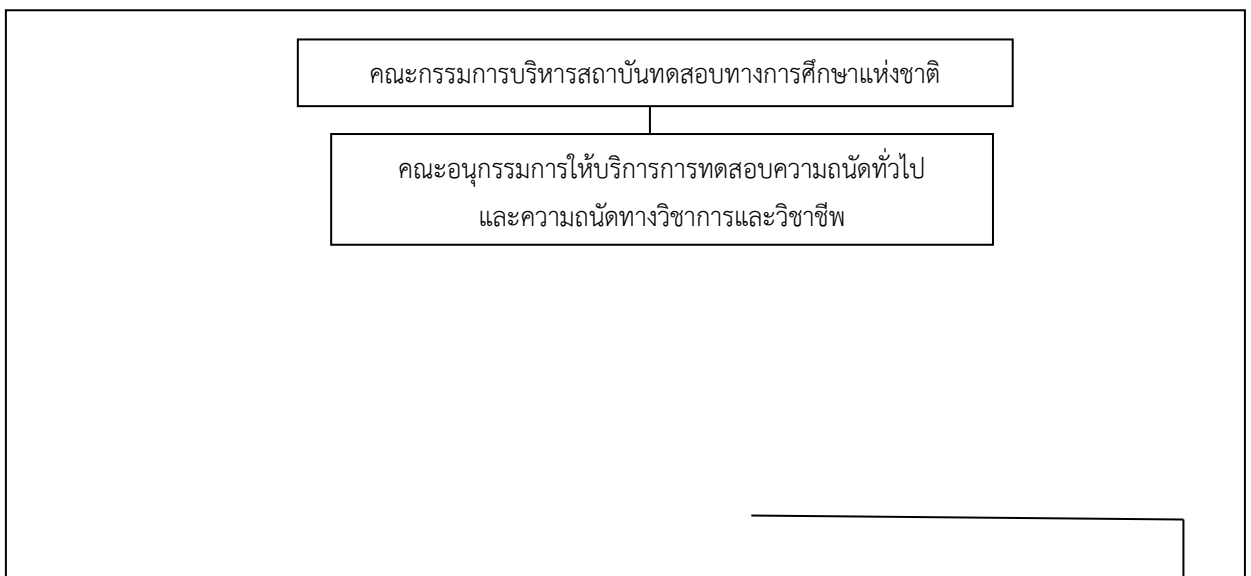 คณะกรรมการบริหารสถาบันทดสอบทางการศึกษาแห่งชาติ
คณะอนุกรรมการให้บริการการทดสอบความถนัดทั่วไป
และความถนัดทางวิชาการและวิชาชีพ